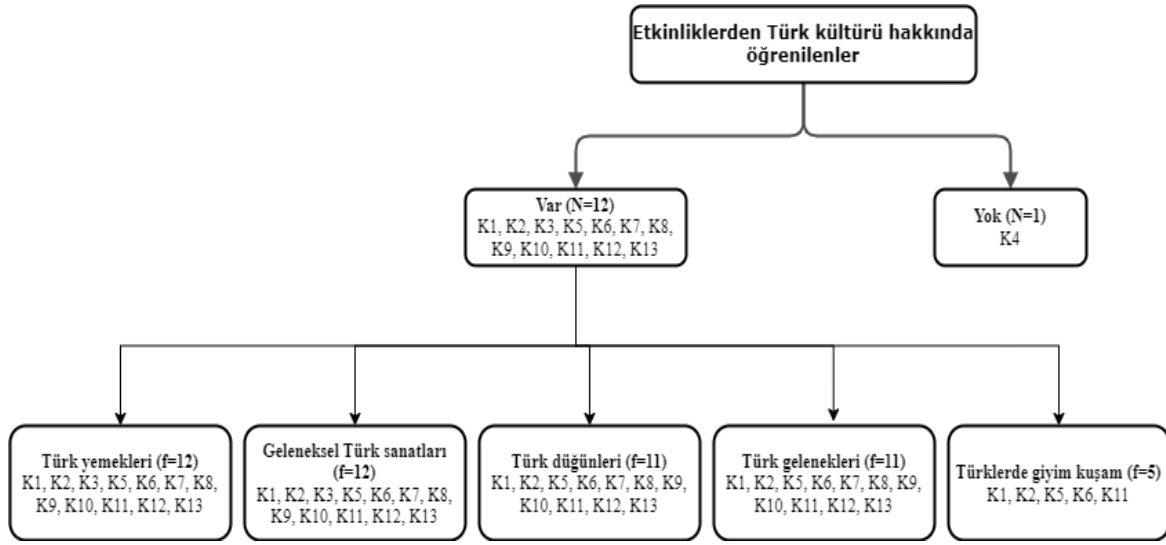 Etkinliklerden Türk kültürü hakkında
öğrenilenler
Var (N=12)
K1, K2, K3, K5, K6, K7, K8,
K9, K10, K11, K12, K13
Yok (N=1)
K4
Türk yemekleri (f=12)
K1, K2, K3, K5, K6, K7, K8,
K9, K10, K11, K12, K13
Geleneksel Türk sanatları
(f=12)
K1, K2, K3, K5, K6, K7, K8,
K9, K10, K11, K12, K13
Türk düğünleri (f=11)
K1, K2, K5, K6, K7, K8, K9,
K10, K11, K12, K13
Türk gelenekleri (f=11)
K1, K2, K5, K6, K7, K8, K9,
K10, K11, K12, K13
Türklerde giyim kuşam (f=5)
K1, K2, K5, K6, K11